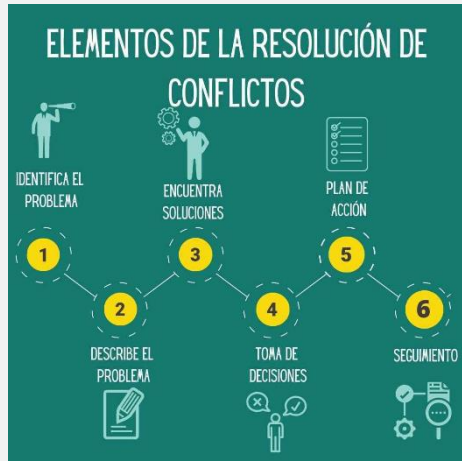 ELEMENTOS DE LA RESOLUCIÓN DE
CONFLICTOS
IDENTIFICA EL
PROBLEMA
1
2
DESCRIBE EL
PROBLEMA
ENCUENTRA
SOLUCIONES
3
4
TOMA DE
DECISIONES
PLAN DE
ACCIÓN
5
6
SEGUIMIENTO